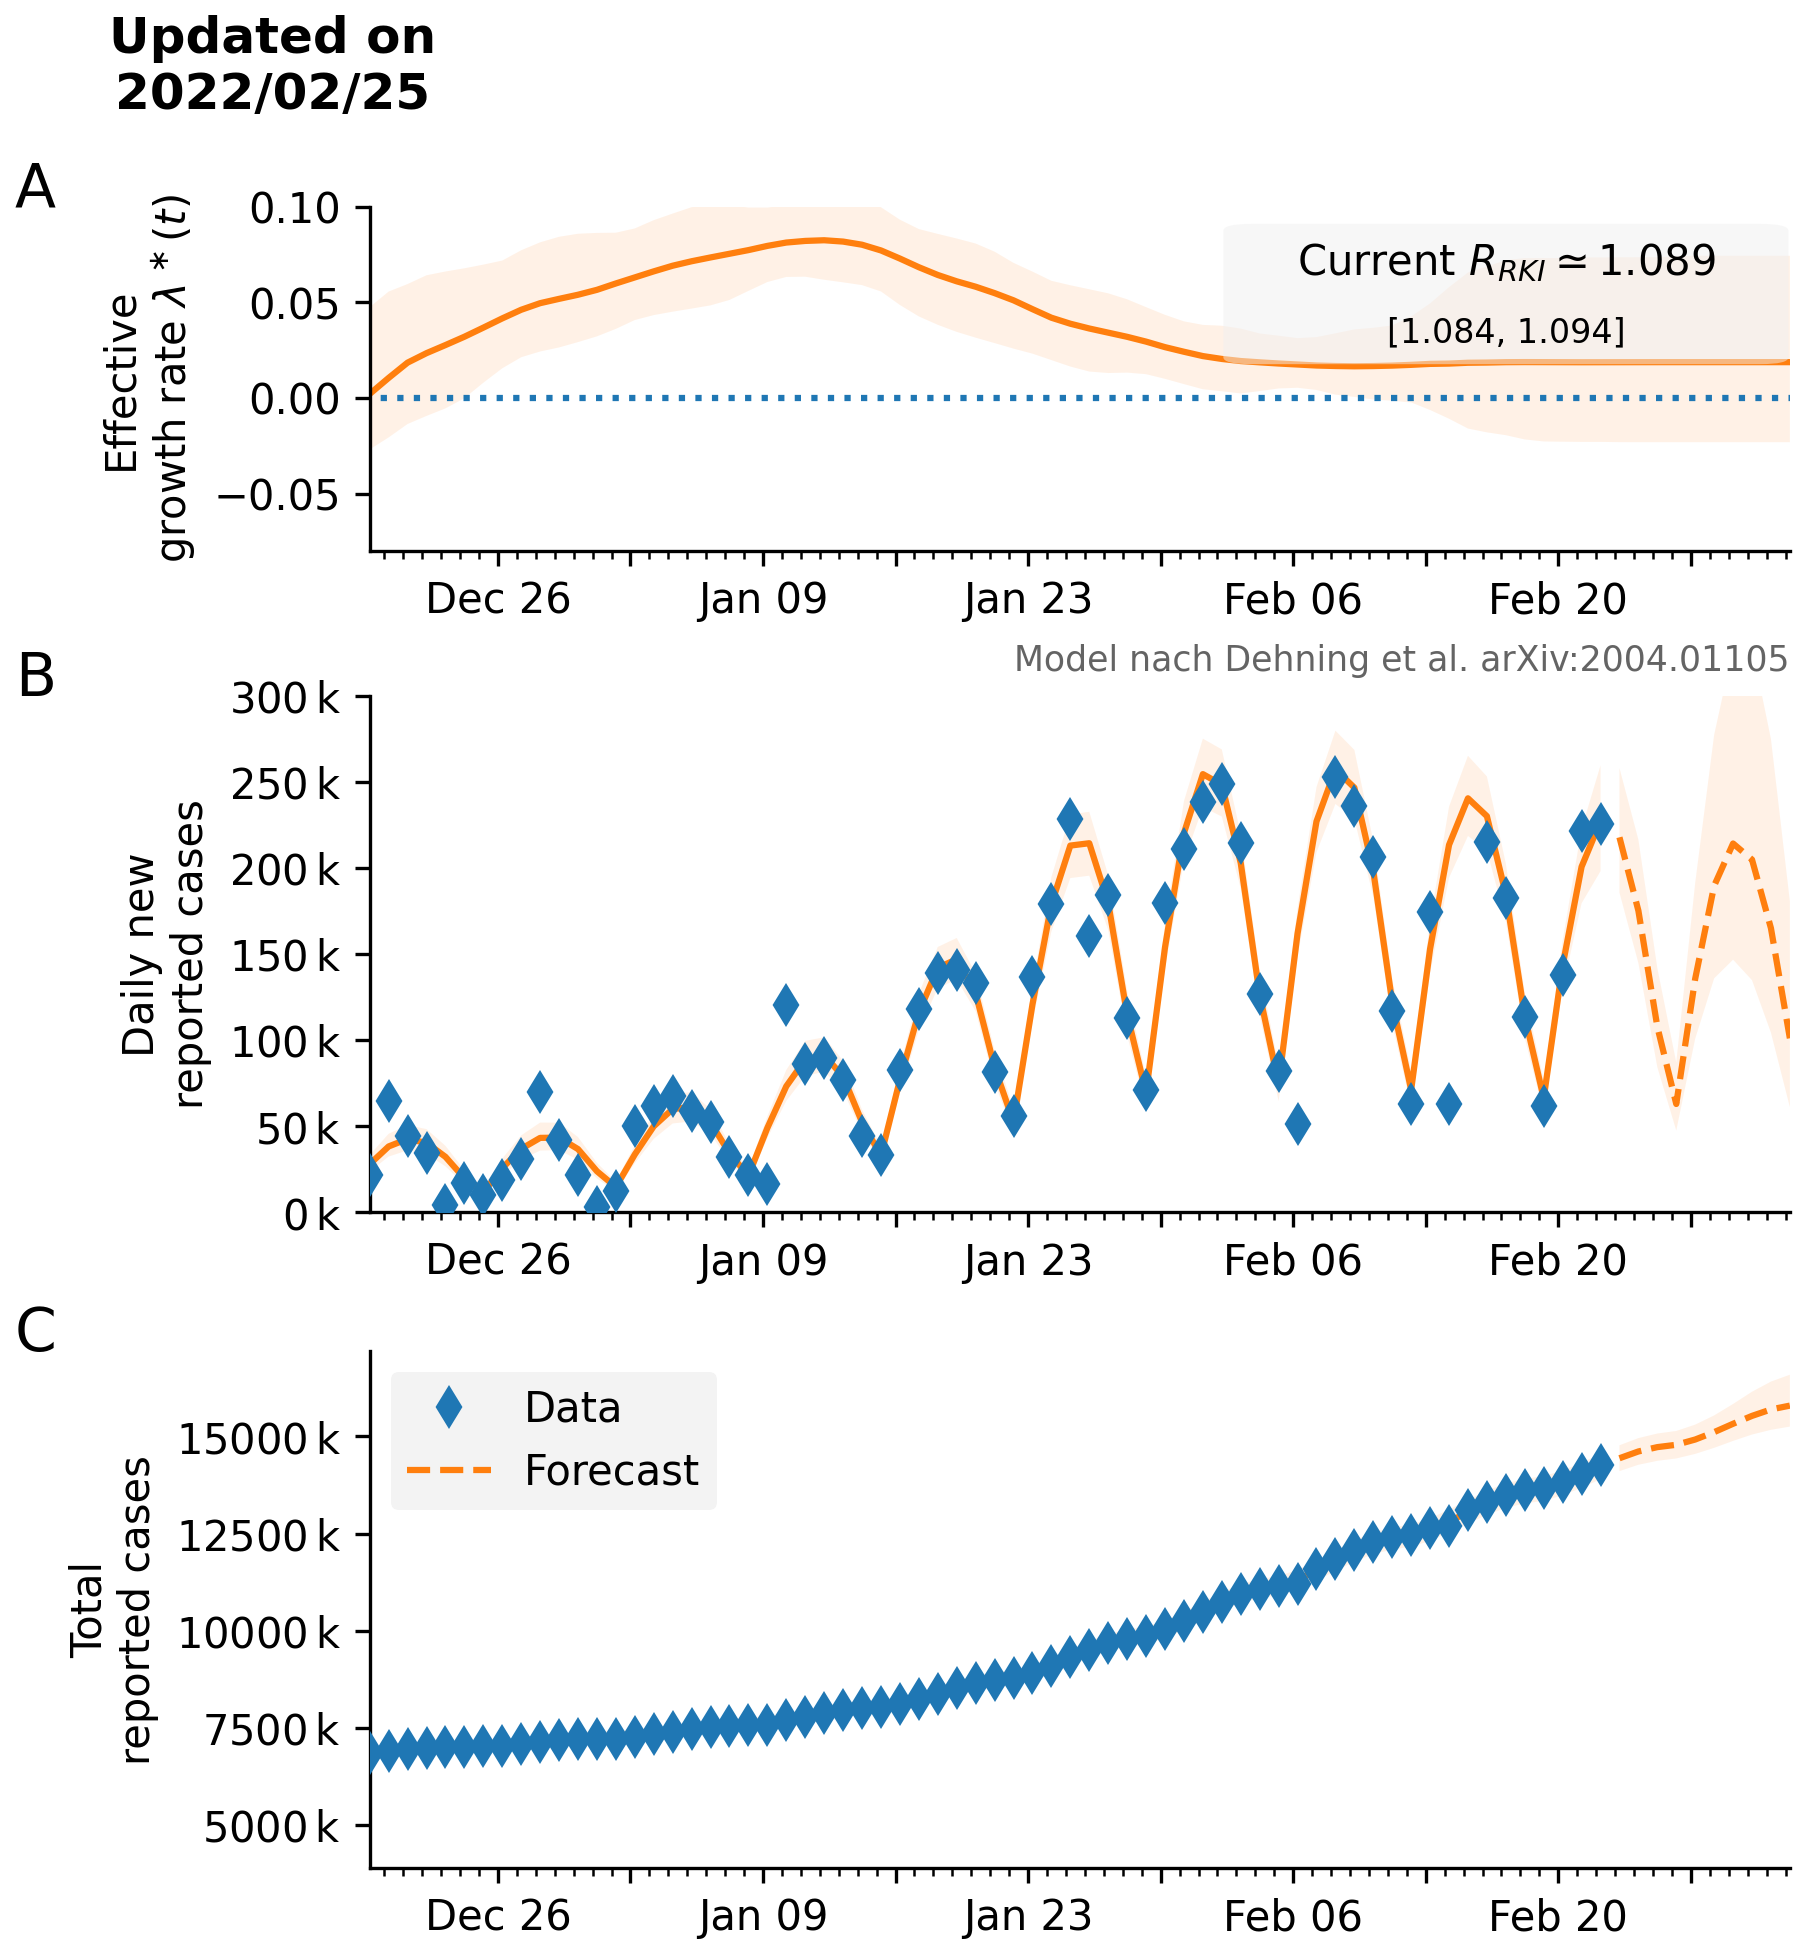 Updated on
2022/02/25
A
Effective
growth rate λ * (t)
0.10
0.05
0.00
−0.05
Current R_RKI ≃ 1.089
[1.084, 1.094]
Dec 26
Jan 09
Jan 23
Feb 06
Feb 20
B
Model nach Dehning et al. arXiv:2004.01105
Daily new
reported cases
300 k
250 k
200 k
150 k
100 k
50 k
0 k
Dec 26
Jan 09
Jan 23
Feb 06
Feb 20
C
Total
reported cases
15000 k
12500 k
10000 k
7500 k
5000 k
Data
Forecast
Dec 26
Jan 09
Jan 23
Feb 06
Feb 20